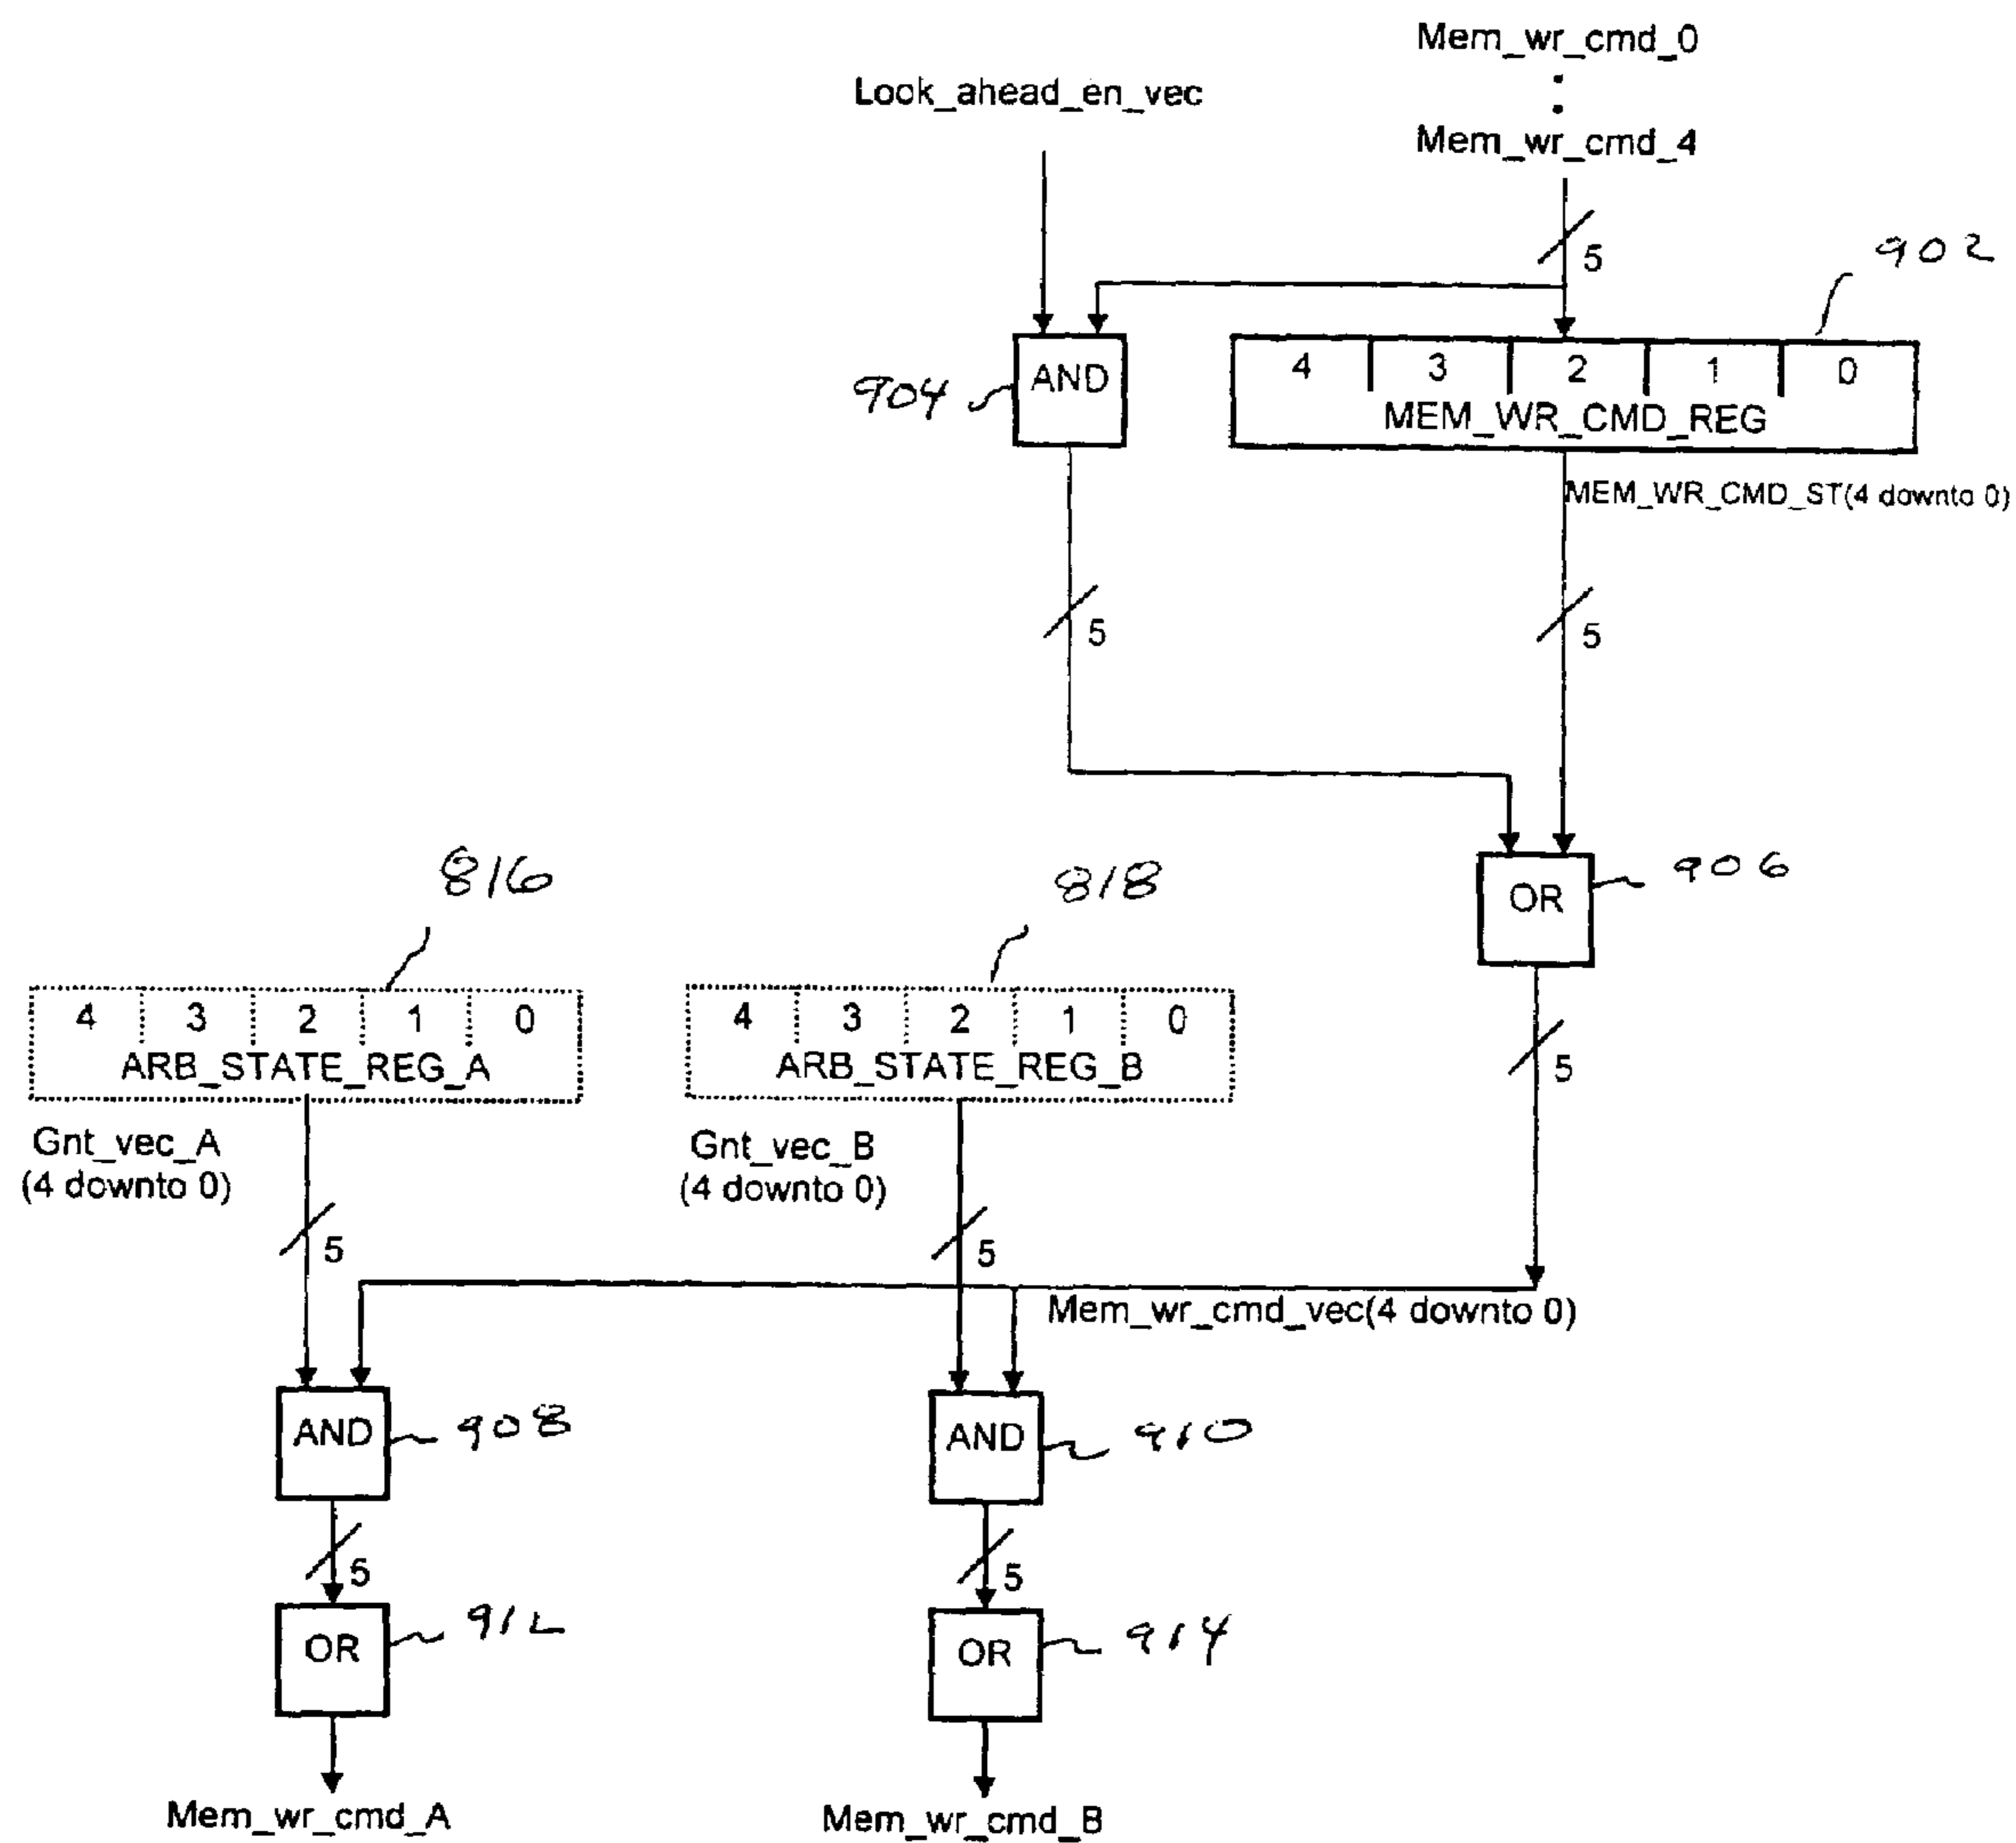 Mem_wr_cmd_0
Look_ahead_en_vec
Mem_wr_cmd_4
5
902
AND
904
4 3 2 1 0
MEM_WR_CMD_REG
MEM_WR_CMD_ST(4 downto 0)
5
5
OR
906
816
818
4 3 2 1 0
ARB_STATE_REG_A
4 3 2 1 0
ARB_STATE_REG_B
5
Gnt_vec_A
(4 downto 0)
Gnt_vec_B
(4 downto 0)
5
5
Mem_wr_cmd_vec(4 downto 0)
AND
908
AND
910
5
5
OR
912
OR
914
Mem_wr_cmd_A
Mem_wr_cmd_B